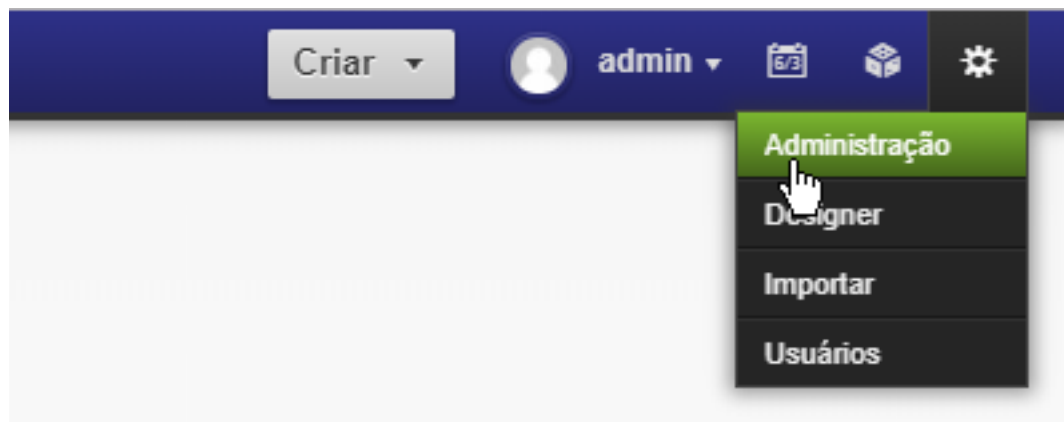 Criar
admin
6/3
Administração
Designer
Importar
Usuários